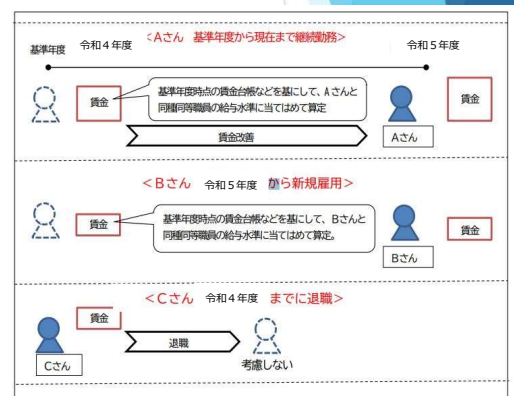 <Aさん 基準年度から現在まで継続勤務>
基準年度 令和4年度 令和5年度
賃金
基準年度時点の賃金台帳などを基にして、Aさんと
同種同等職員の給与水準に当てはめて算定
賃金
賃金改善
Aさん
<Bさん 令和5年度 から新規雇用>
賃金
基準年度時点の賃金台帳などを基にして、Bさんと
同種同等職員の給与水準に当てはめて算定。
賃金
Bさん
<Cさん 令和4年度 までに退職>
賃金
退職
Cさん
考慮しない